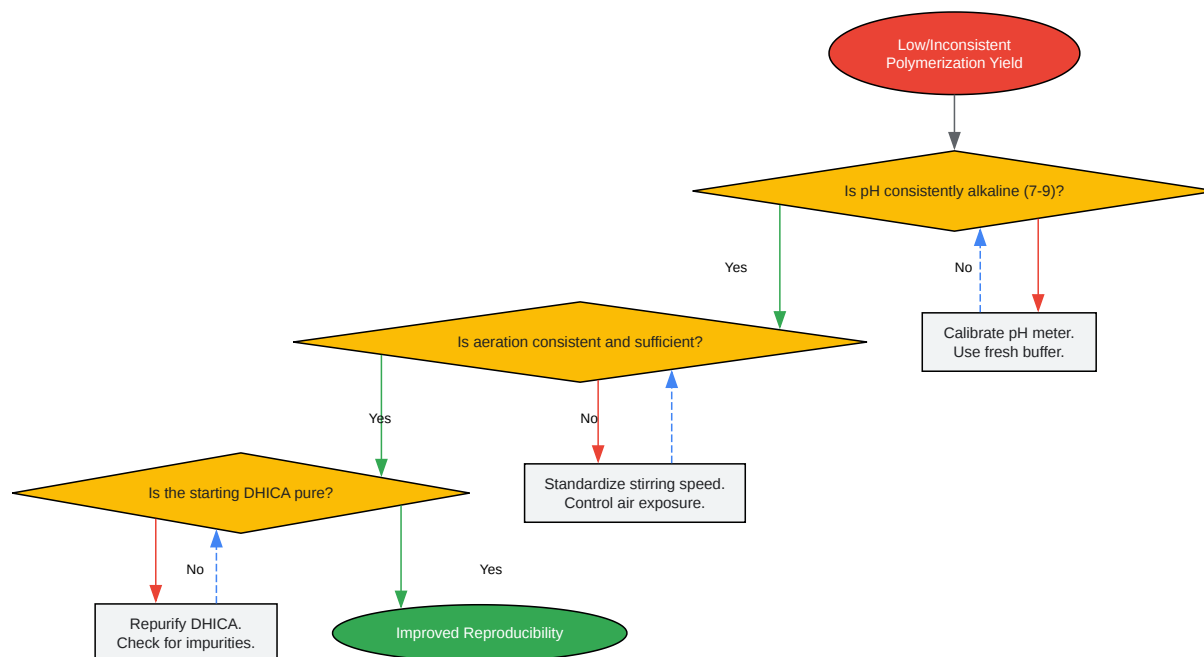 Low/Inconsistent
Polymerization Yield
Is pH consistently alkaline (7-9)?
Yes
No
Calibrate pH meter.
Use fresh buffer.
Is aeration consistent and sufficient?
Yes
No
Standardize stirring speed.
Control air exposure.
Is the starting DHICA pure?
No
Yes
Repurify DHICA.
Check for impurities.
Improved Reproducibility